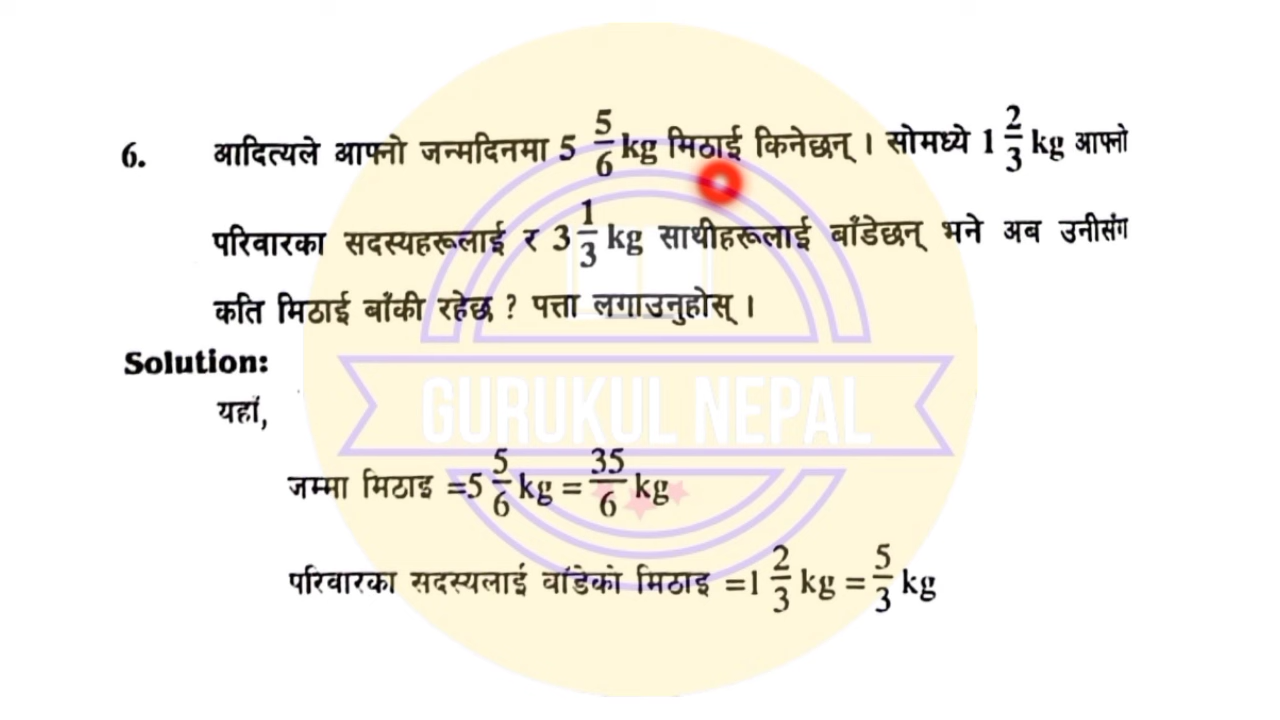 6. आदित्यले आफ्नो जन्मदिनमा 5 5/6 kg मिठाई किनेछन् । सोमध्ये 1 2/3 kg आफ्नो
परिवारका सदस्यहरूलाई र 3 1/3 kg साथीहरूलाई बाँडेछन् भने अब उनीसंग
कति मिठाई बाँकी रहेछ ? पत्ता लगाउनुहोस् ।
Solution:
यहां,
GURUKUL NEPAL
जम्मा मिठाइ =5 5/6 kg = 35/6 kg
परिवारका सदस्यलाई बांडेको मिठाइ =1 2/3 kg = 5/3 kg